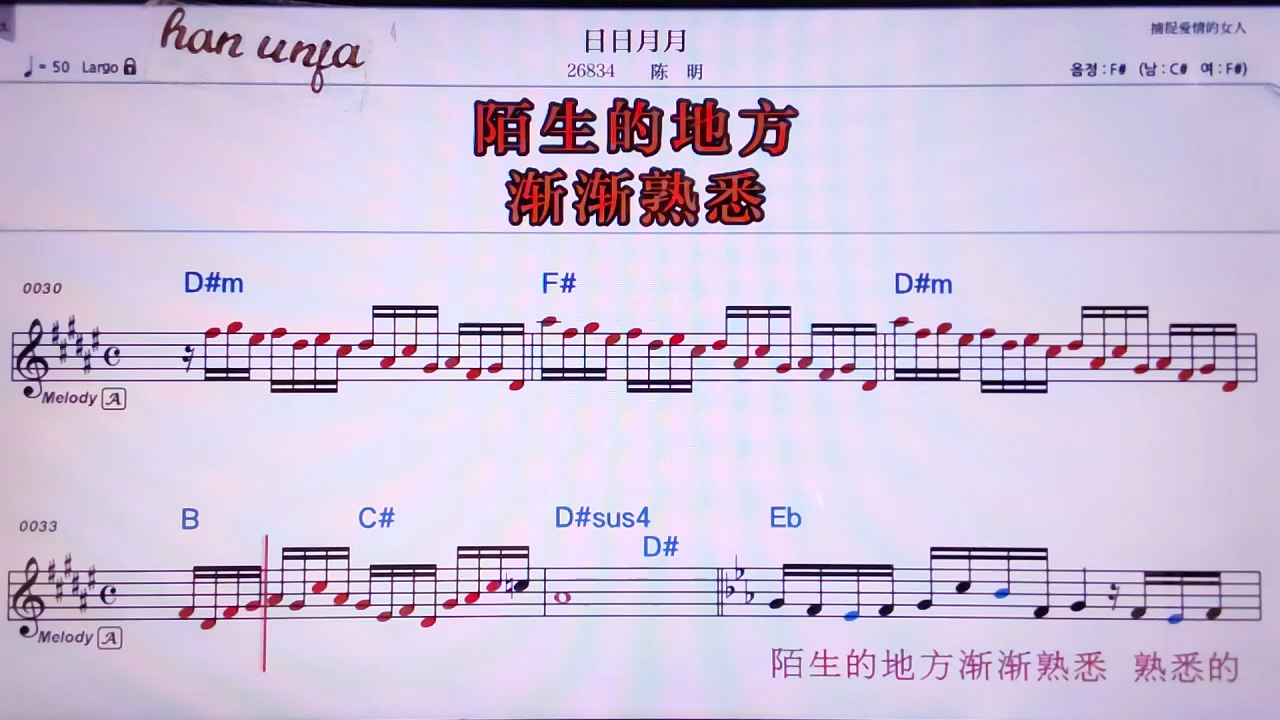 han unfa
日日月月
捕捉爱情的女人
♩= 50 Largo
26834 陈 明
음정 : F# (남 : C# 여 : F#)
陌生的地方
渐渐熟悉
0030
D#m F# D#m
Melody A
0033
B C# D#sus4 D# Eb
Melody A
陌生的地方渐渐熟悉 熟悉的